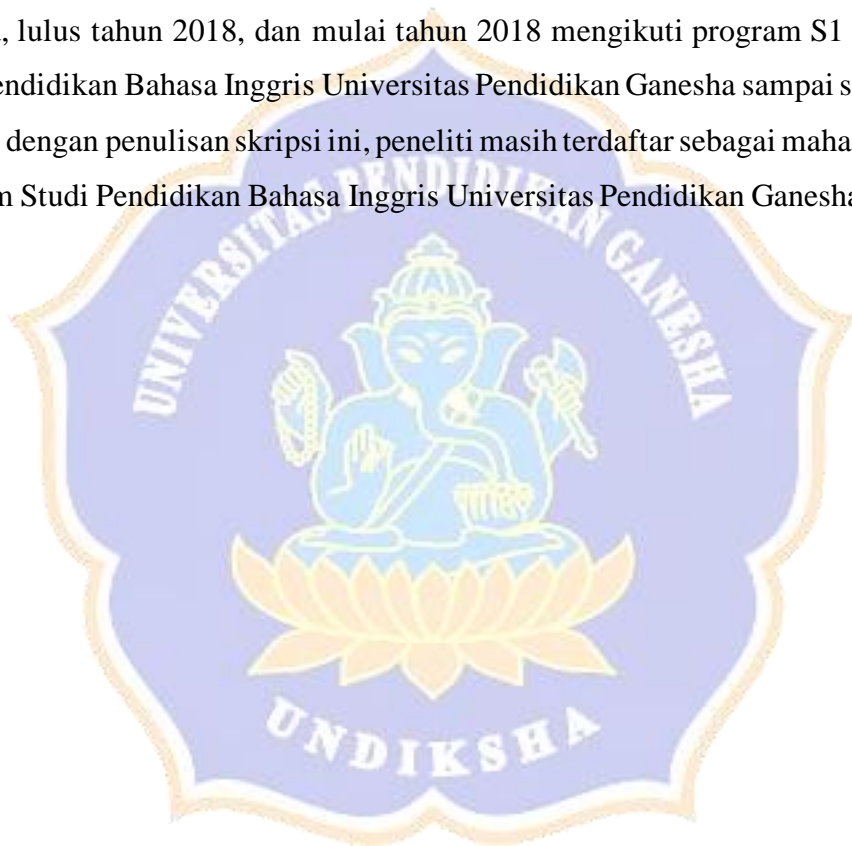 , lulus tahun 2018, dan mulai tahun 2018 mengikuti program S1
endidikan Bahasa Inggris Universitas Pendidikan Ganesha sampai s
dengan penulisan skripsi ini, peneliti masih terdaftar sebagai maha
m Studi Pendidikan Bahasa Inggris Universitas Pendidikan Ganesha
UNIVERSITAS PENDIDIKAN GANESHA
UNDIKSHA